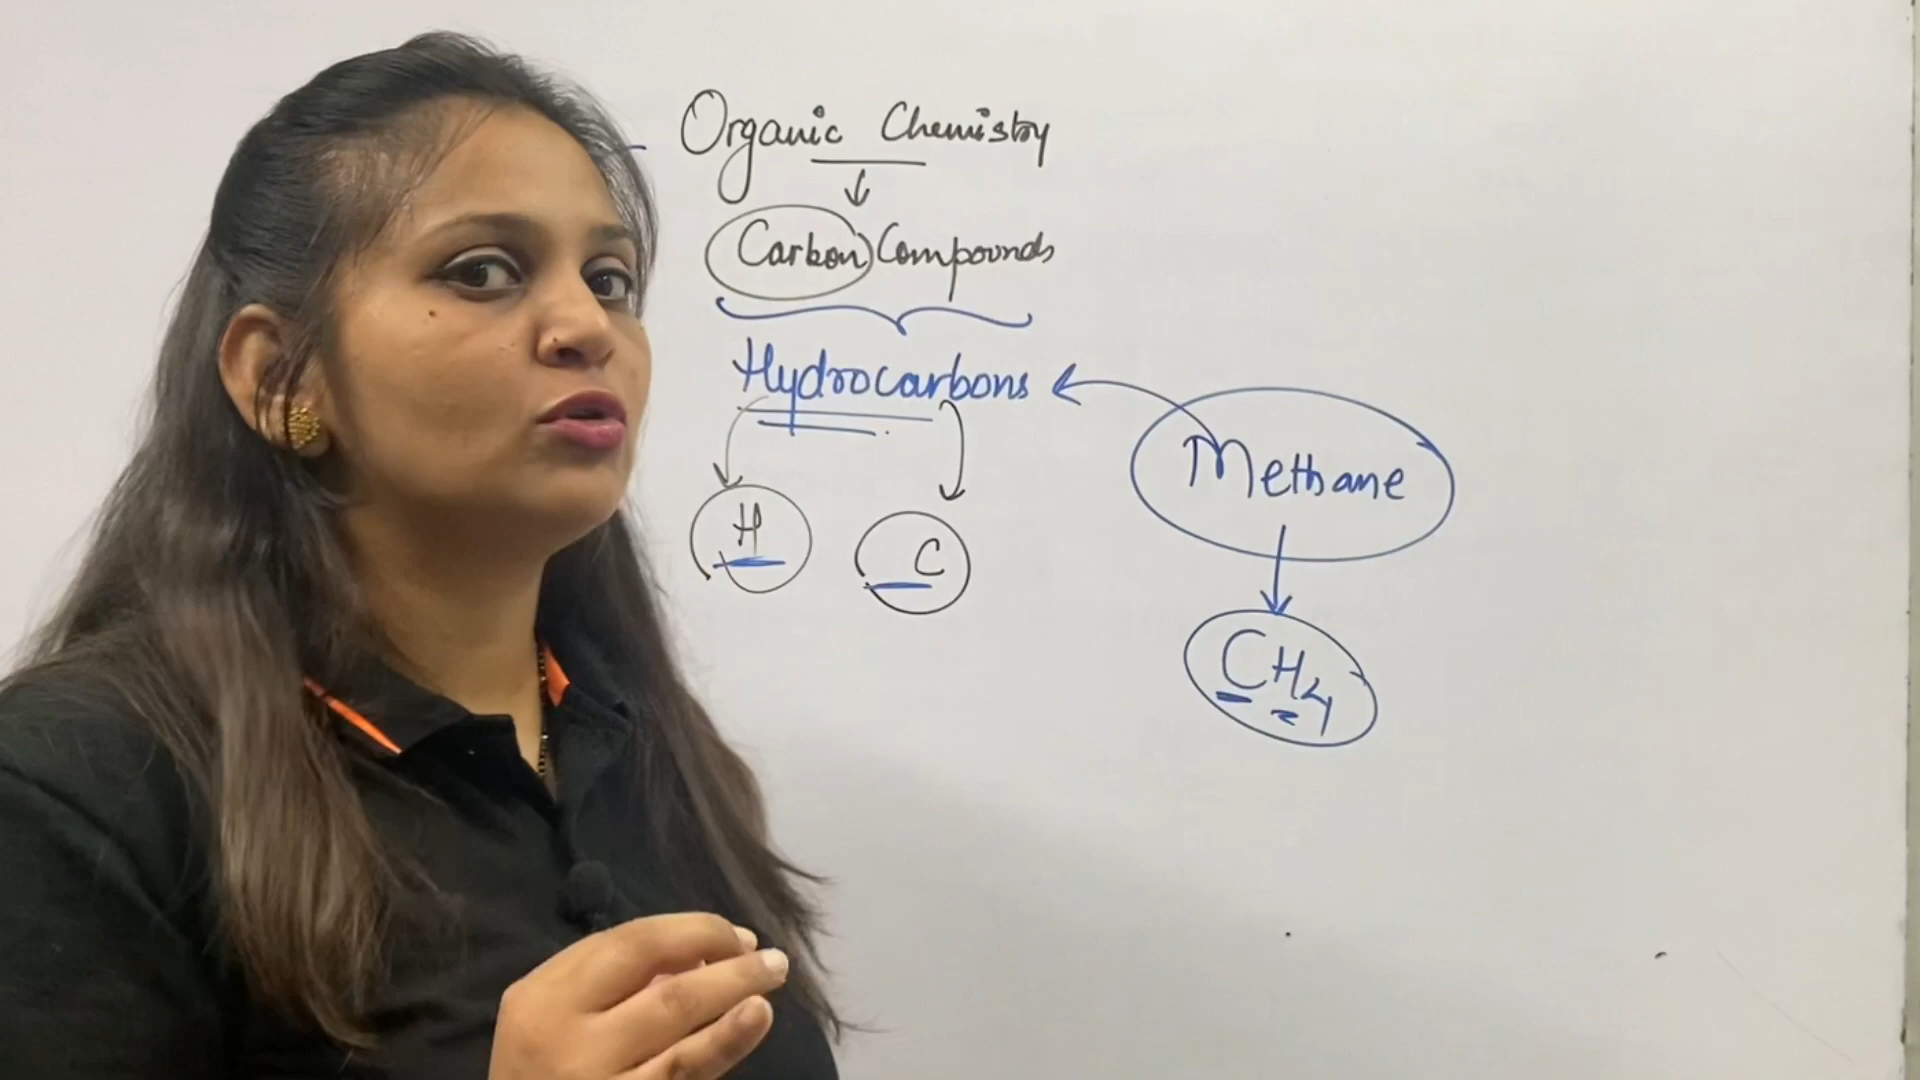 Organic Chemistry
Carbon Compounds
Hydrocarbons
H C
Methane
CH4